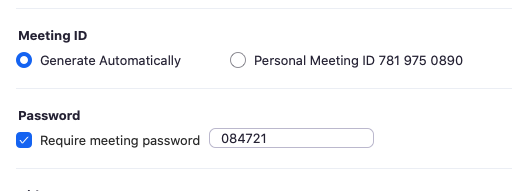 Meeting ID
Generate Automatically Personal Meeting ID 781 975 0890
Password
Require meeting password 084721